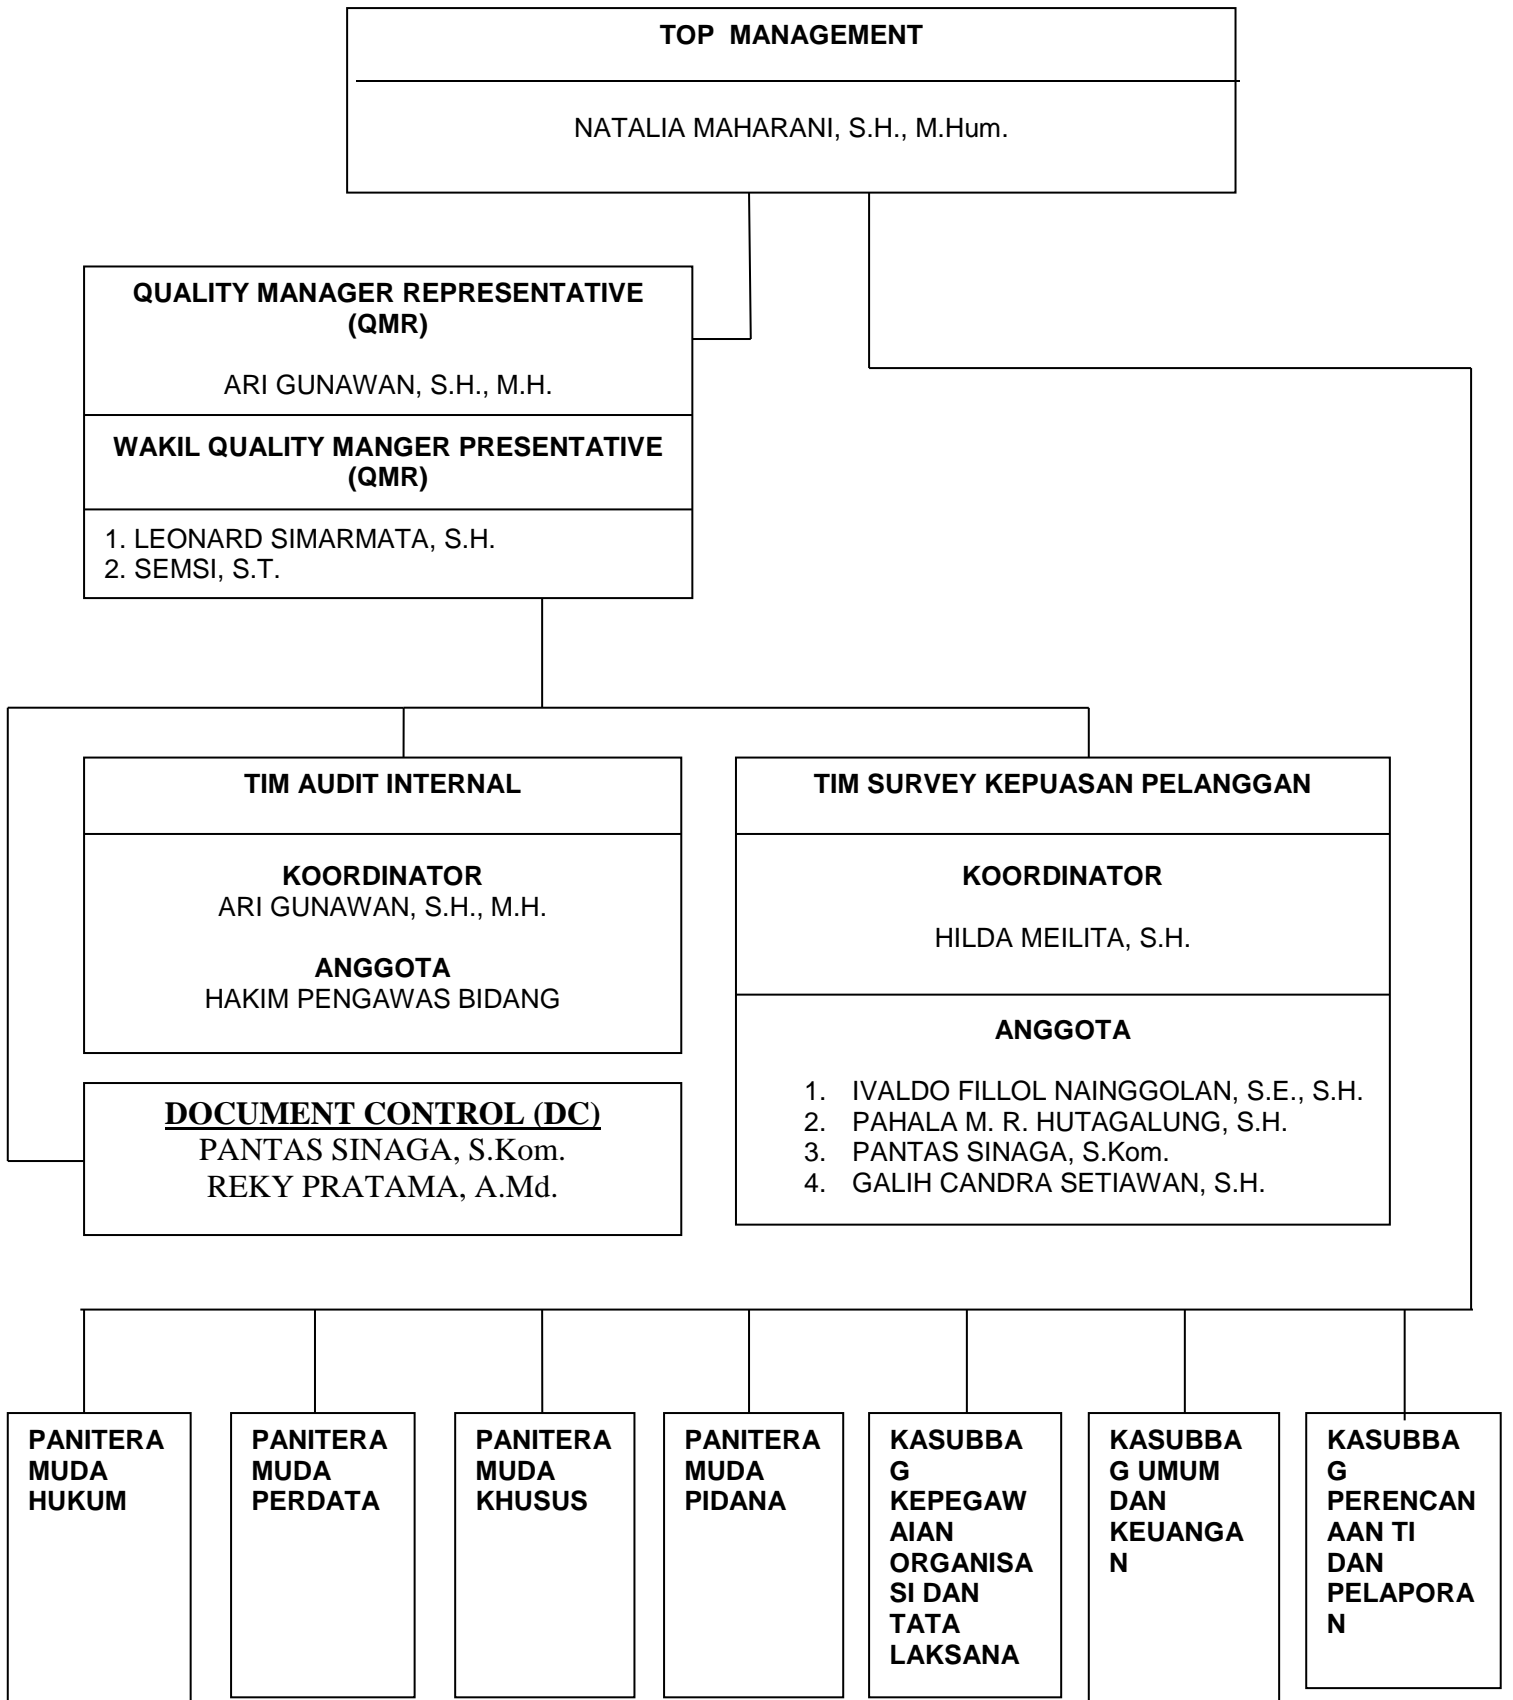 TOP MANAGEMENT
NATALIA MAHARANI, S.H., M.Hum.
QUALITY MANAGER REPRESENTATIVE
(QMR)
ARI GUNAWAN, S.H., M.H.
WAKIL QUALITY MANGER PRESENTATIVE
(QMR)
1. LEONARD SIMARMATA, S.H.
2. SEMSI, S.T.
TIM AUDIT INTERNAL
KOORDINATOR
ARI GUNAWAN, S.H., M.H.
ANGGOTA
HAKIM PENGAWAS BIDANG
TIM SURVEY KEPUASAN PELANGGAN
KOORDINATOR
HILDA MEILITA, S.H.
ANGGOTA
1. IVALDO FILLOL NAINGGOLAN, S.E., S.H.
2. PAHALA M. R. HUTAGALUNG, S.H.
3. PANTAS SINAGA, S.Kom.
4. GALIH CANDRA SETIAWAN, S.H.
DOCUMENT CONTROL (DC)
PANTAS SINAGA, S.Kom.
REKY PRATAMA, A.Md.
PANITERA
MUDA
HUKUM
PANITERA
MUDA
PERDATA
PANITERA
MUDA
KHUSUS
PANITERA
MUDA
PIDANA
KASUBBA
G
KEPEGAW
AIAN
ORGANISA
SI DAN
TATA
LAKSANA
KASUBBA
G UMUM
DAN
KEUANGA
N
KASUBBA
G
PERENCAN
AAN TI
DAN
PELAPORA
N